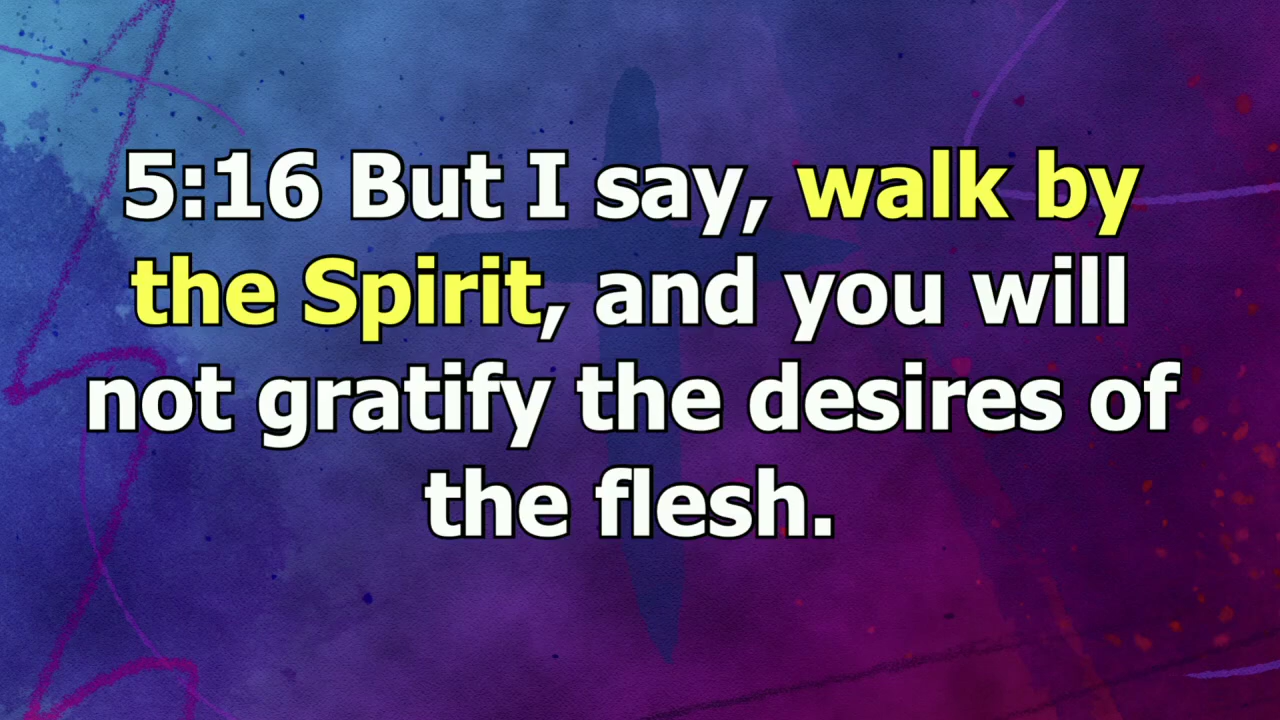 5:16 But I say, walk by
the Spirit, and you will
not gratify the desires of
the flesh.